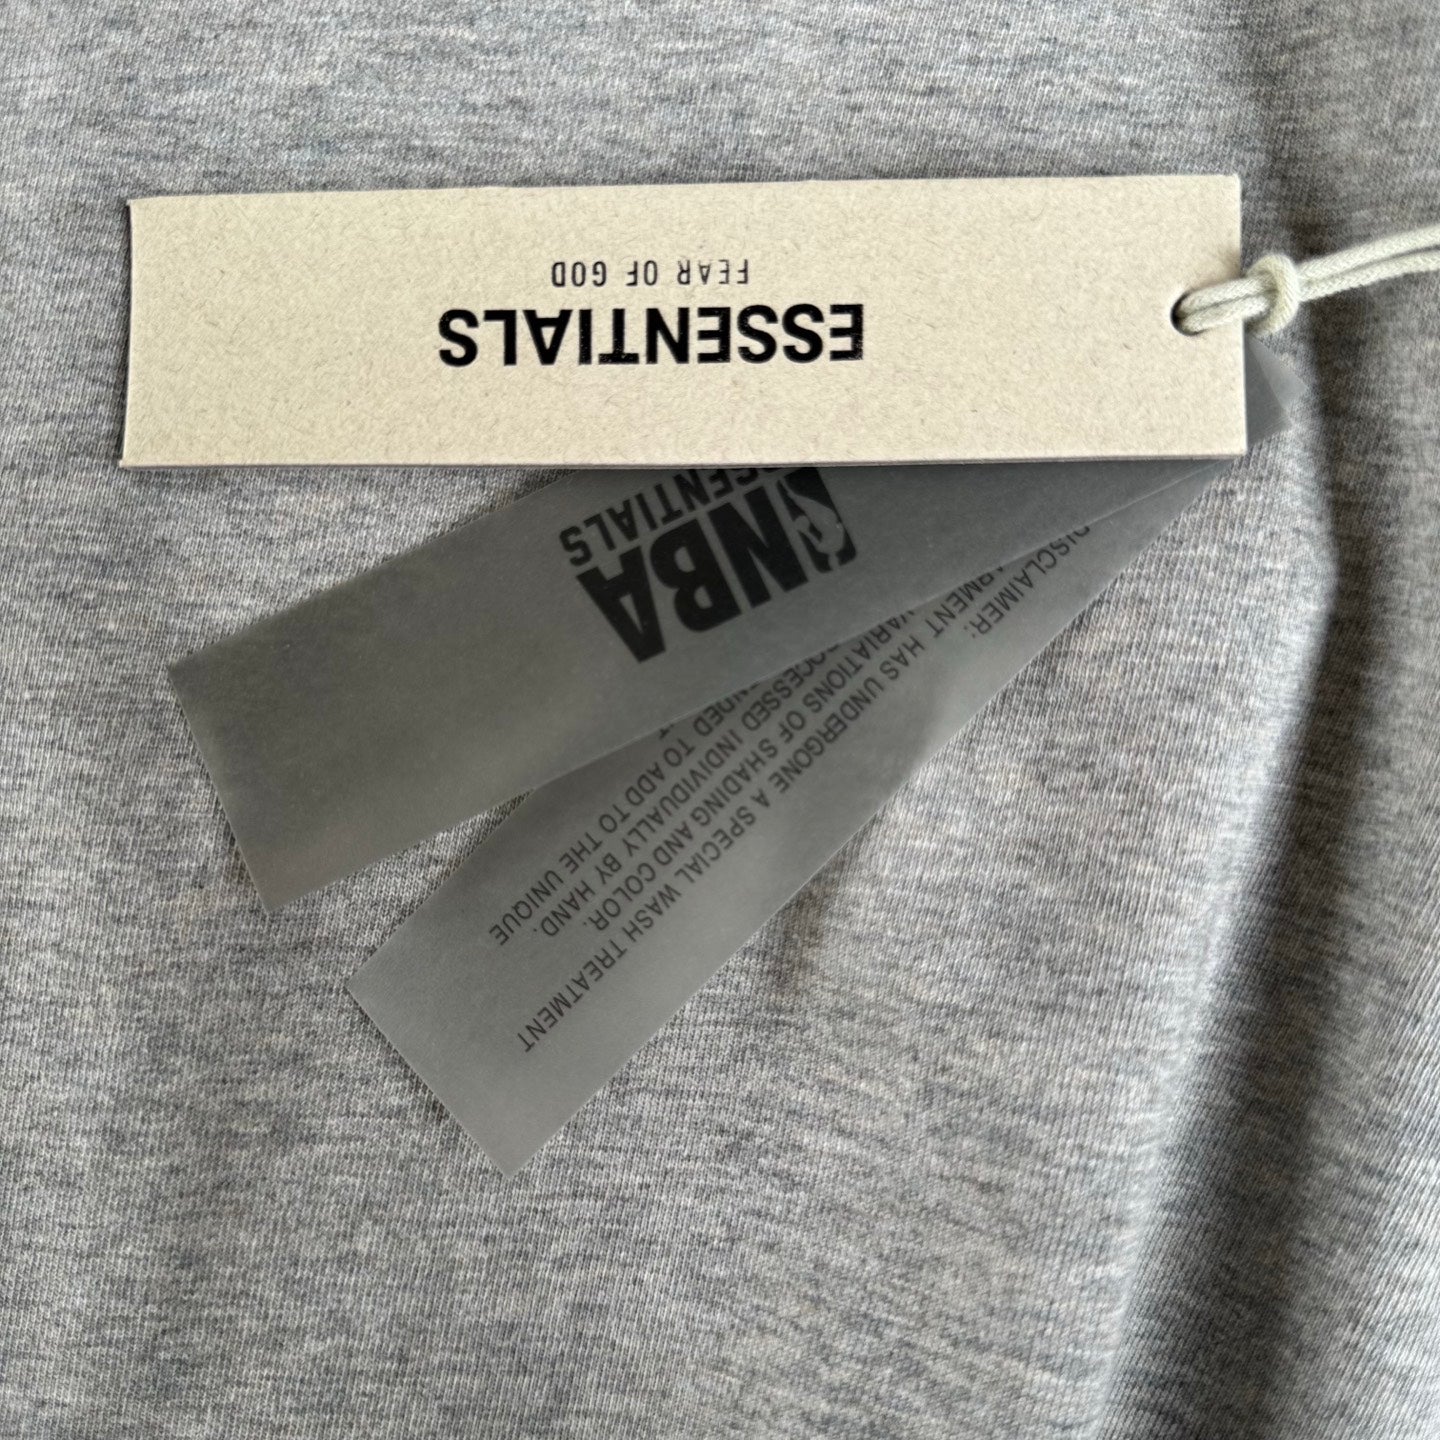 ESSENTIALS
FEAR OF GOD
NBA
ESSENTIALS
DISCLAIMER:
GARMENT HAS UNDERGONE A SPECIAL WASH TREATMENT
VARIATIONS OF SHADING AND COLOR.
PROCESSED INDIVIDUALLY BY HAND.
TO ADD TO THE UNIQUE